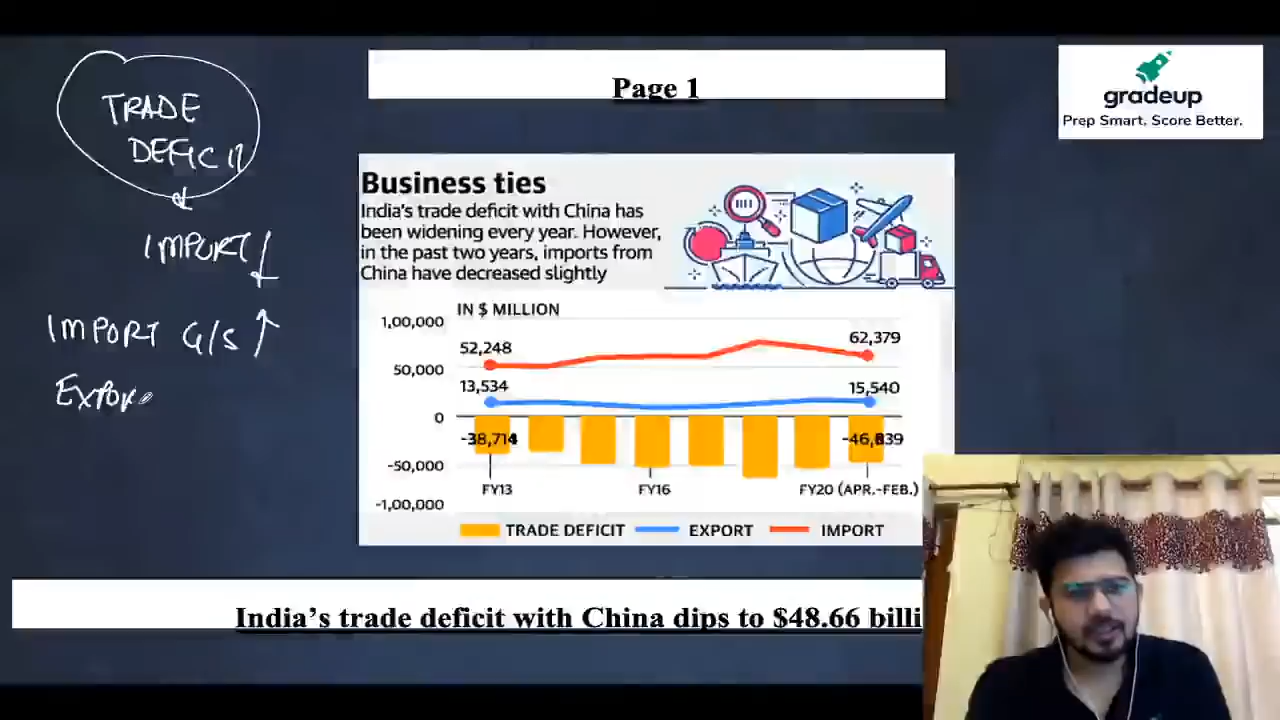 TRADE
DEFICIT
IMPORT
IMPORT G/S ↑
EXPOR
Page 1
gradeup
Prep Smart. Score Better.
Business ties
India's trade deficit with China has
been widening every year. However,
in the past two years, imports from
China have decreased slightly
IN $ MILLION
1,00,000
50,000
0
-50,000
-1,00,000
52,248
62,379
13,534
15,540
-38,714
-46,839
FY13
FY16
FY20 (APR.-FEB.)
TRADE DEFICIT
EXPORT
IMPORT
India's trade deficit with China dips to $48.66 billi